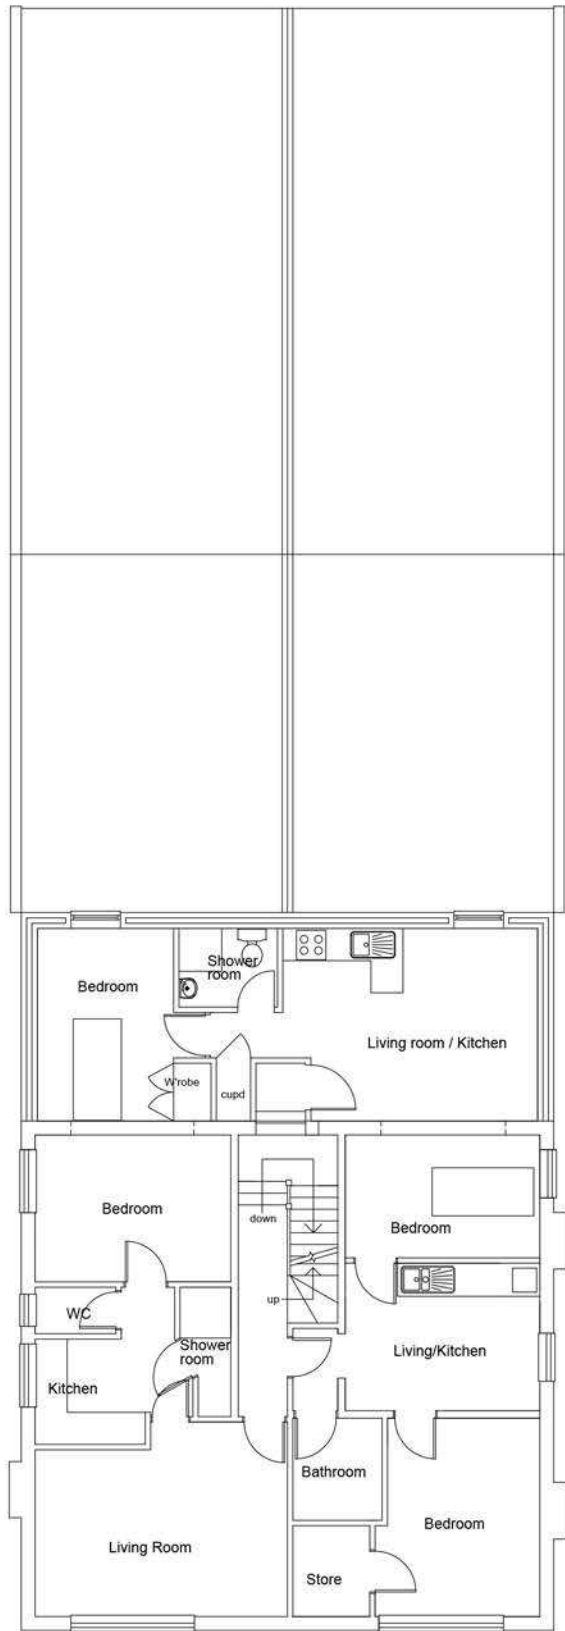 Shower
room
Bedroom
Living room / Kitchen
W'robe
cupd
Bedroom
down
Bedroom
up
WC
Shower
room
Living/Kitchen
Kitchen
Bathroom
Bedroom
Living Room
Store